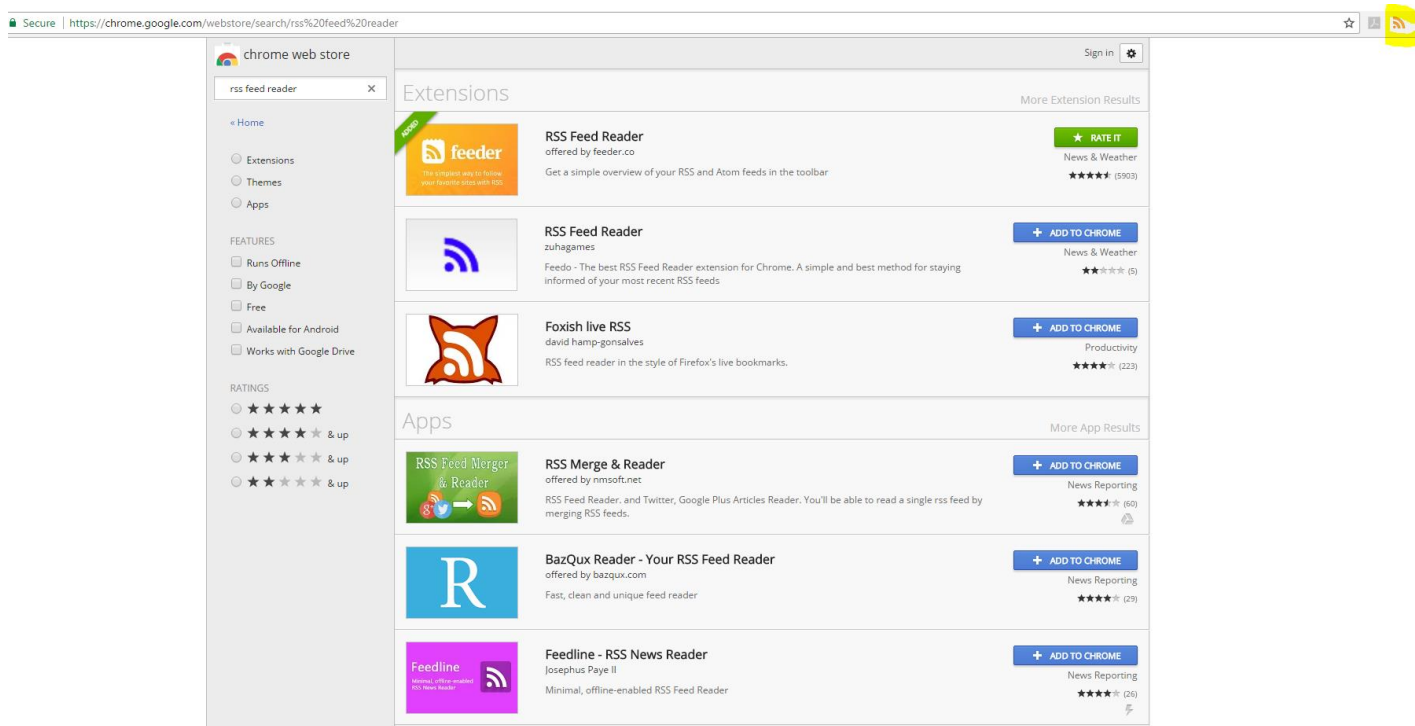 Secure | https://chrome.google.com/webstore/search/rss%20feed%20reader
chrome web store
Sign in
rss feed reader
« Home
Extensions
Themes
Apps
FEATURES
Runs Offline
By Google
Free
Available for Android
Works with Google Drive
RATINGS
& up
& up
& up
Extensions
More Extension Results
ADDED
feeder
The simplest way to follow
your favorite sites with RSS
RSS Feed Reader
offered by feeder.co
Get a simple overview of your RSS and Atom feeds in the toolbar
RATE IT
News & Weather
(5903)
RSS Feed Reader
zuhagames
Feedo - The best RSS Feed Reader extension for Chrome. A simple and best method for staying
informed of your most recent RSS feeds
+ ADD TO CHROME
News & Weather
(5)
Foxish live RSS
david hamp-gonsalves
RSS feed reader in the style of Firefox's live bookmarks.
+ ADD TO CHROME
Productivity
(223)
Apps
More App Results
RSS Feed Merger
& Reader
g+
RSS Merge & Reader
offered by nmsoft.net
RSS Feed Reader. and Twitter, Google Plus Articles Reader. You'll be able to read a single rss feed by
merging RSS feeds.
+ ADD TO CHROME
News Reporting
(60)
R
BazQux Reader - Your RSS Feed Reader
offered by bazqux.com
Fast, clean and unique feed reader
+ ADD TO CHROME
News Reporting
(29)
Feedline
Minimal, offline-enabled
RSS News Reader
Feedline - RSS News Reader
Josephus Paye II
Minimal, offline-enabled RSS Feed Reader
+ ADD TO CHROME
News Reporting
(26)